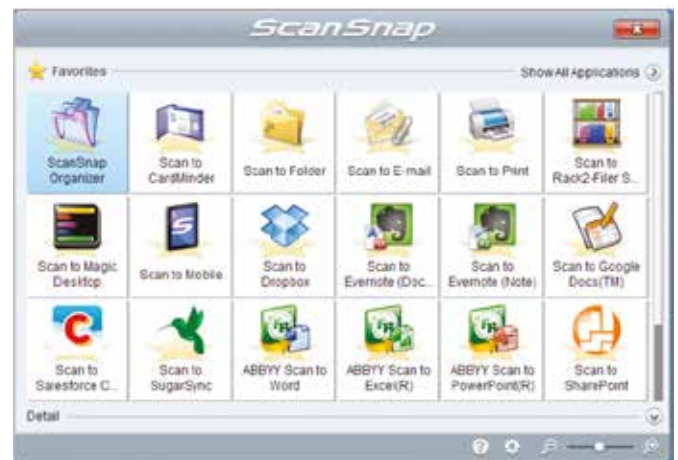 ScanSnap
Favorites
Show All Applications
ScanSnap
Organizer
Scan to
CardMinder
Scan to Folder
Scan to E-mail
Scan to Print
Scan to
Rack2-Filer S...
Scan to Magic
Desktop
Scan to Mobile
Scan to
Dropbox
Scan to
Evernote (Doc...
Scan to
Evernote (Note)
Scan to Google
Docs(TM)
Scan to
Salesforce C...
Scan to
SugarSync
ABBYY Scan to
Word
ABBYY Scan to
Excel(R)
ABBYY Scan to
PowerPoint(R)
Scan to
SharePoint
Detail